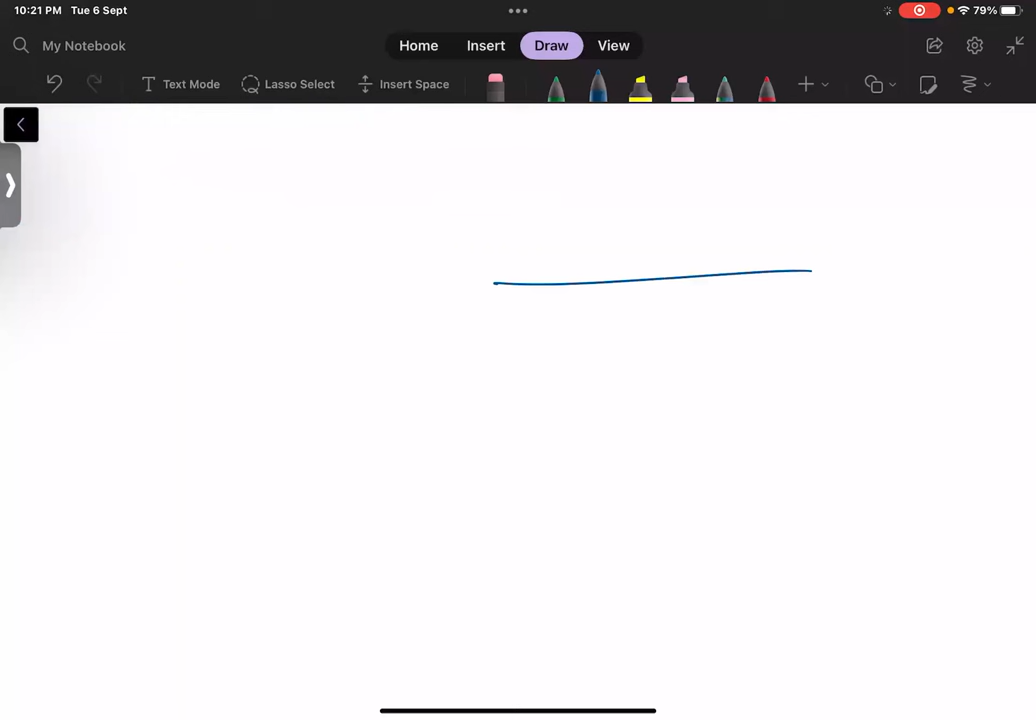 10:21 PM Tue 6 Sept 79%
My Notebook Home Insert Draw View
Text Mode Lasso Select Insert Space